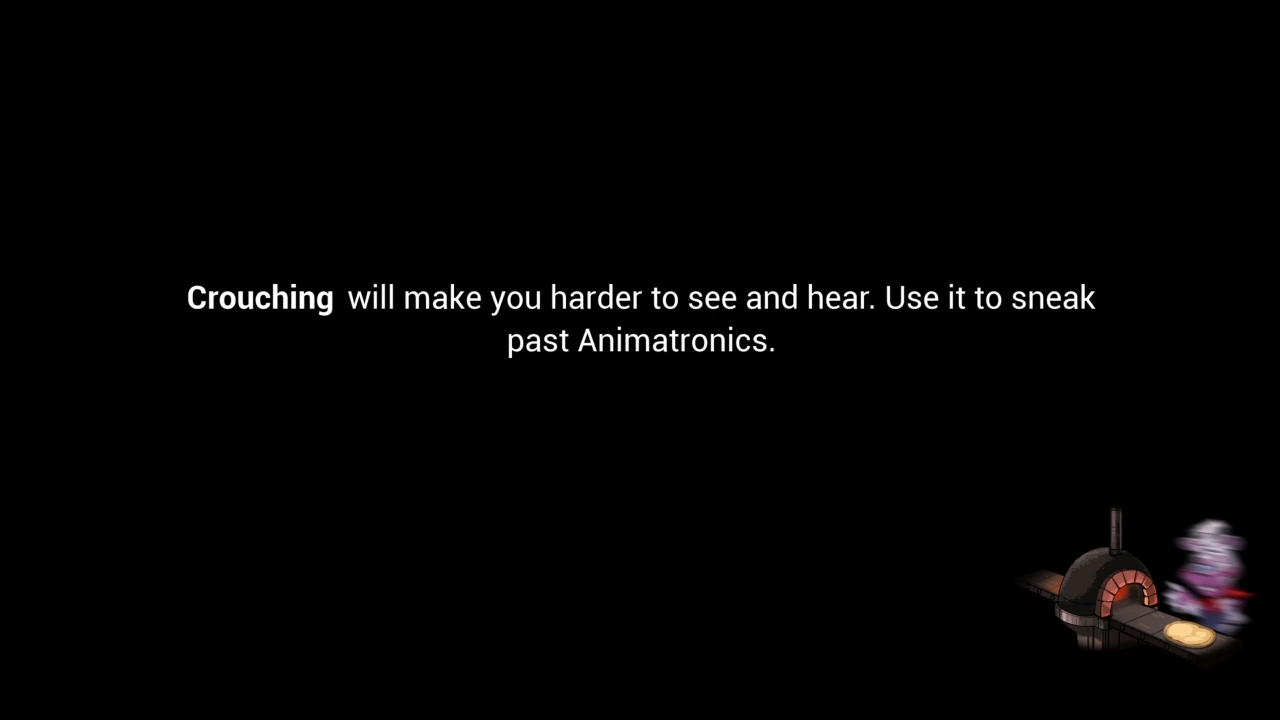 Crouching will make you harder to see and hear. Use it to sneak
past Animatronics.